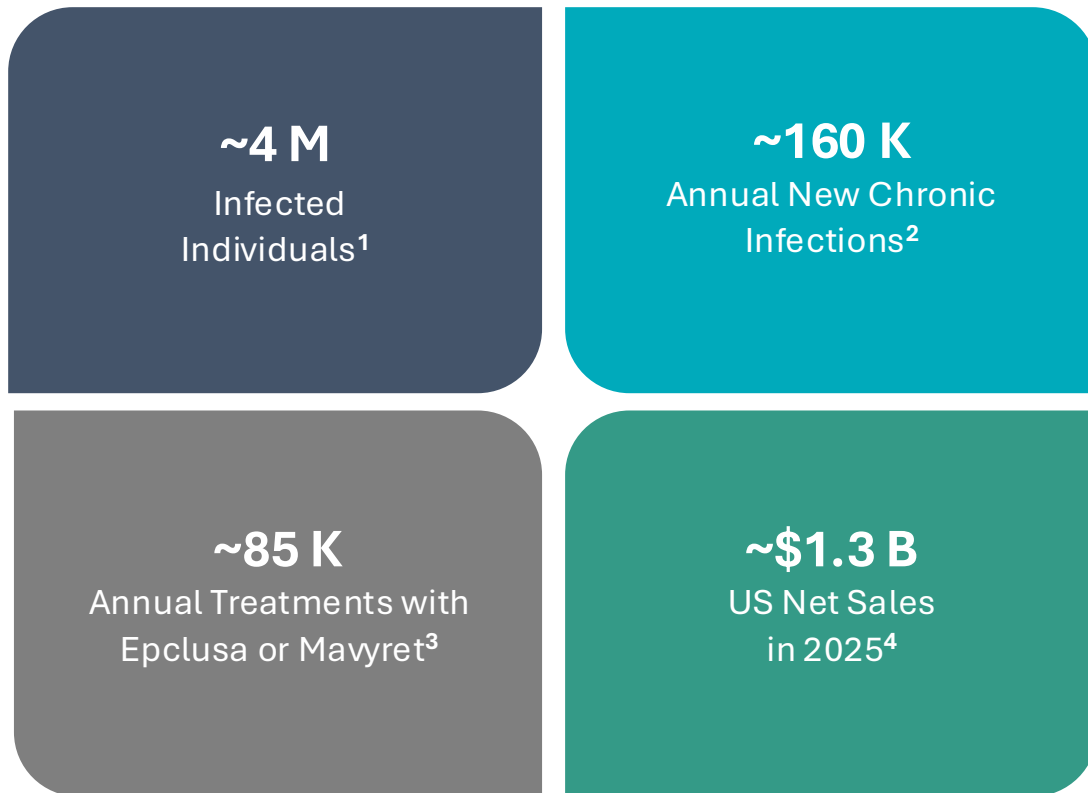 ~4 M
Infected
Individuals¹
~160 K
Annual New Chronic
Infections²
~85 K
Annual Treatments with
Epclusa or Mavyret³
~$1.3 B
US Net Sales
in 2025⁴